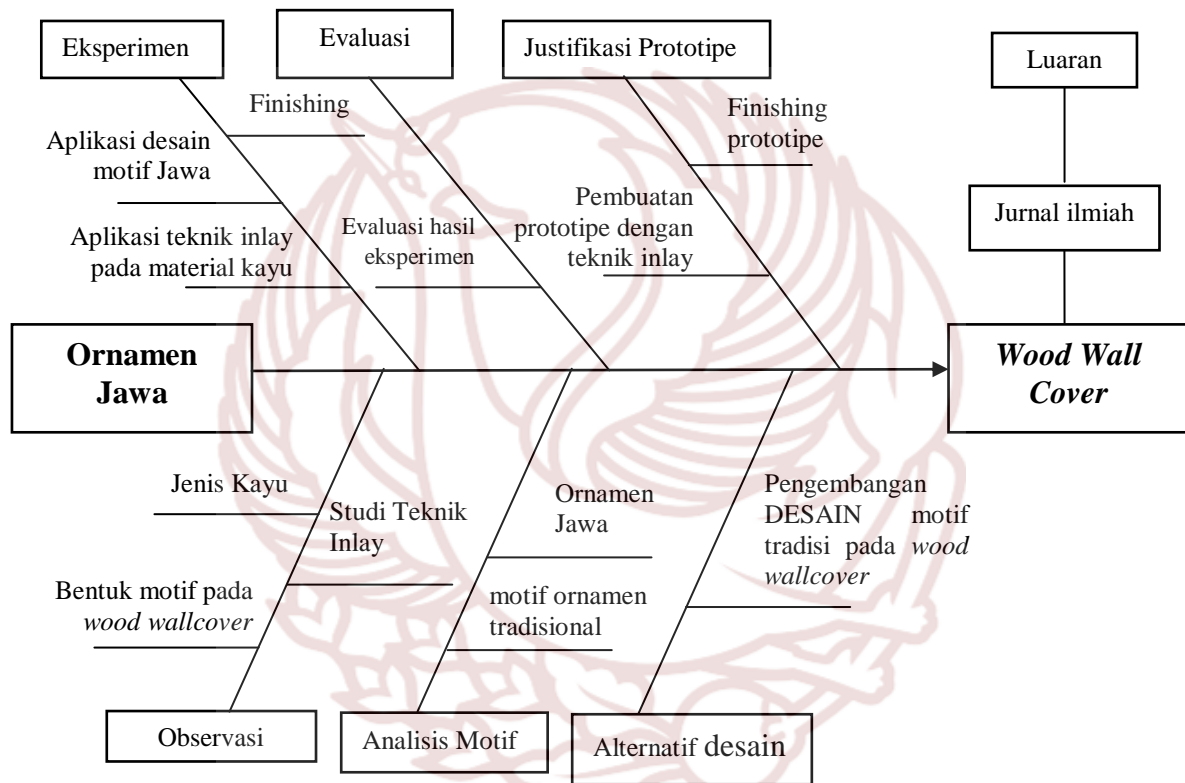 Eksperimen
Evaluasi
Justifikasi Prototipe
Luaran
Finishing
Aplikasi desain
motif Jawa
Aplikasi teknik inlay
pada material kayu
Evaluasi hasil
eksperimen
Finishing
prototipe
Pembuatan
prototipe dengan
teknik inlay
Jurnal ilmiah
Ornamen
Jawa
Wood Wall
Cover
Jenis Kayu
Studi Teknik
Inlay
Bentuk motif pada
wood wallcover
Ornamen
Jawa
motif ornamen
tradisional
Pengembangan
DESAIN motif
tradisi pada wood
wallcover
Observasi
Analisis Motif
Alternatif desain